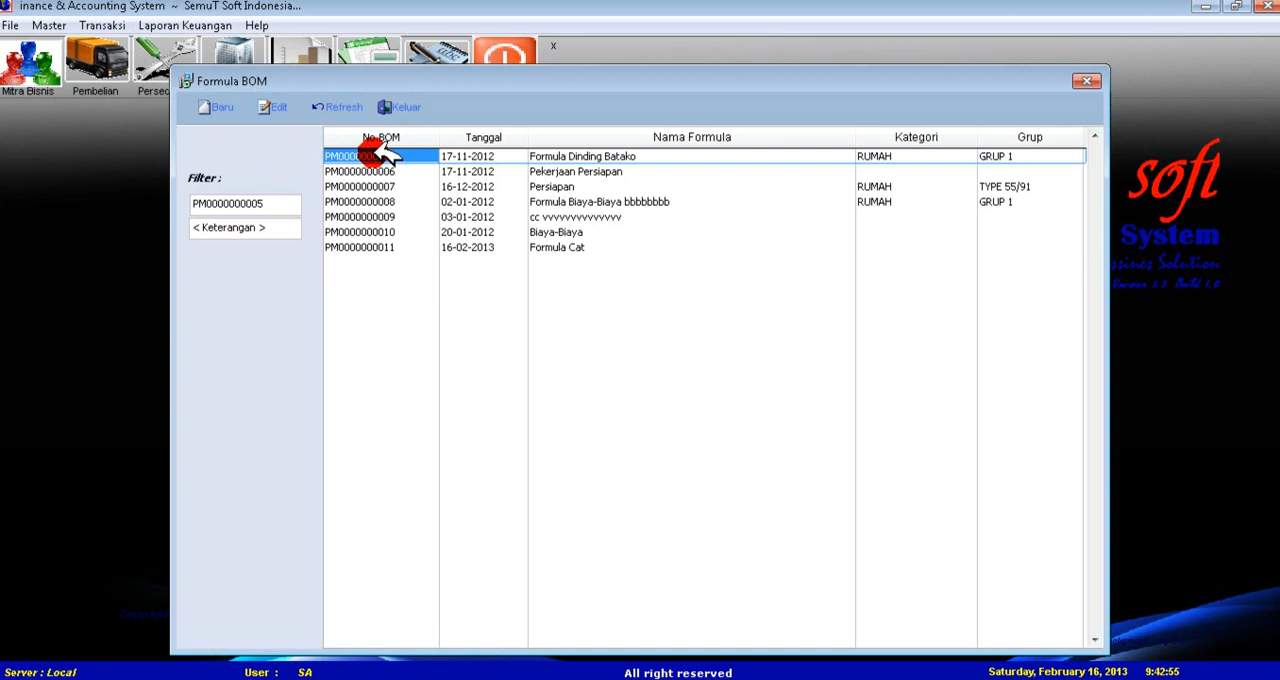 inance & Accounting System ~ SemuT Soft Indonesia...
File Master Transaksi Laporan Keuangan Help
x
Mitra Bisnis Pembelian Persec
Formula BOM
Baru Edit Refresh Keluar
No.BOM Tanggal Nama Formula Kategori Grup
PM0000 17-11-2012 Formula Dinding Batako RUMAH GRUP 1
PM0000000006 17-11-2012 Pekerjaan Persiapan
PM0000000007 16-12-2012 Persiapan RUMAH TYPE 55/91
PM0000000008 02-01-2012 Formula Biaya-Biaya bbbbbbbb RUMAH GRUP 1
PM0000000009 03-01-2012 cc vvvvvvvvvvvvvv
PM0000000010 20-01-2012 Biaya-Biaya
PM0000000011 16-02-2013 Formula Cat
Filter :
PM0000000005
< Keterangan >
soft
System
ssines Solution
Server : Local User : SA All right reserved Saturday, February 16, 2013 9:42:55